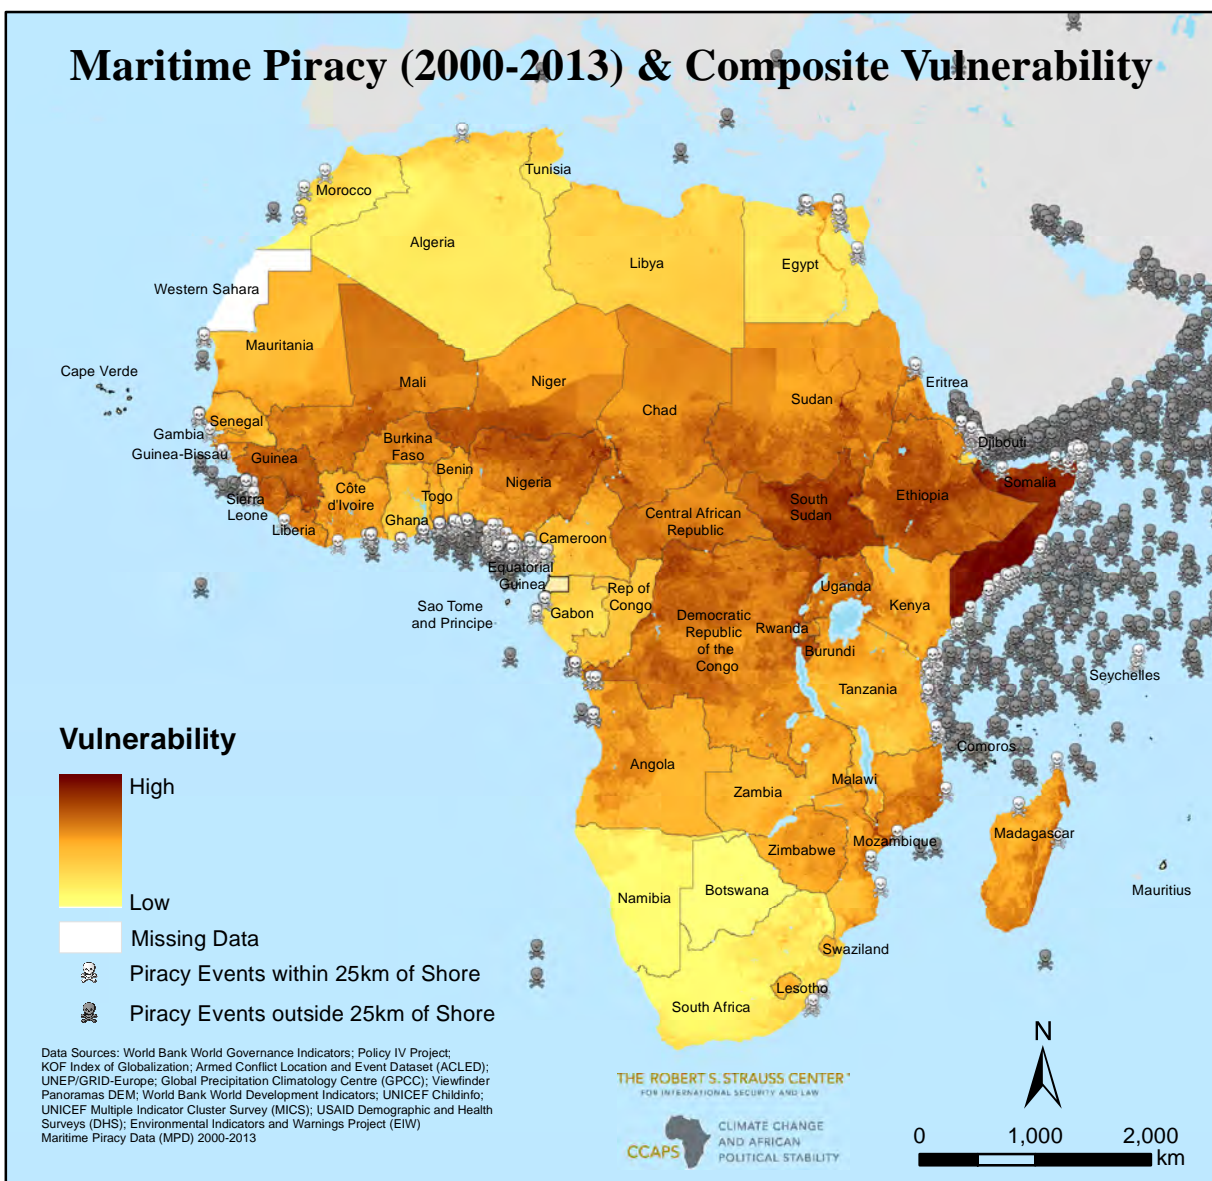 Maritime Piracy (2000-2013) & Composite Vulnerability
Tunisia
Morocco
Algeria
Libya
Egypt
Western Sahara
Mauritania
Cape Verde
Mali
Niger
Chad
Sudan
Eritrea
Senegal
Gambia
Guinea-Bissau
Guinea
Burkina
Faso
Benin
Nigeria
Djibouti
Somalia
Sierra
Leone
Côte
d'Ivoire
Togo
Ghana
Liberia
Central African
Republic
South
Sudan
Ethiopia
Cameroon
Equatorial
Guinea
Rep of
Congo
Gabon
Sao Tome
and Principe
Democratic
Republic
of the
Congo
Uganda
Kenya
Rwanda
Burundi
Tanzania
Seychelles
Comoros
Angola
Zambia
Malawi
Mozambique
Zimbabwe
Madagascar
Mauritius
Namibia
Botswana
Swaziland
Lesotho
South Africa
Vulnerability
High
Low
Missing Data
Piracy Events within 25km of Shore
Piracy Events outside 25km of Shore
Data Sources: World Bank World Governance Indicators; Policy IV Project;
KOF Index of Globalization; Armed Conflict Location and Event Dataset (ACLED);
UNEP/GRID-Europe; Global Precipitation Climatology Centre (GPCC); Viewfinder
Panoramas DEM; World Bank World Development Indicators; UNICEF Childinfo;
UNICEF Multiple Indicator Cluster Survey (MICS); USAID Demographic and Health
Surveys (DHS); Environmental Indicators and Warnings Project (EIW)
Maritime Piracy Data (MPD) 2000-2013
THE ROBERT S. STRAUSS CENTER
FOR INTERNATIONAL SECURITY AND LAW
CCAPS
CLIMATE CHANGE
AND AFRICAN
POLITICAL STABILITY
N
0 1,000 2,000
km